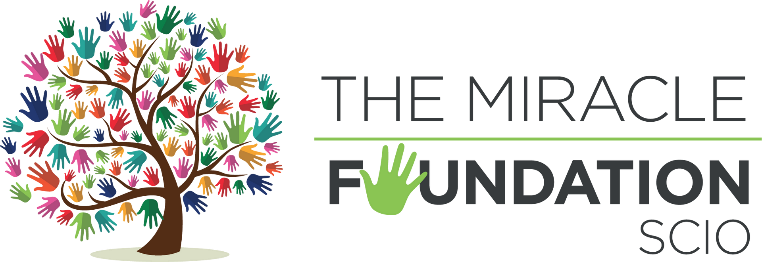 THE MIRACLE
FOUNDATION
SCIO